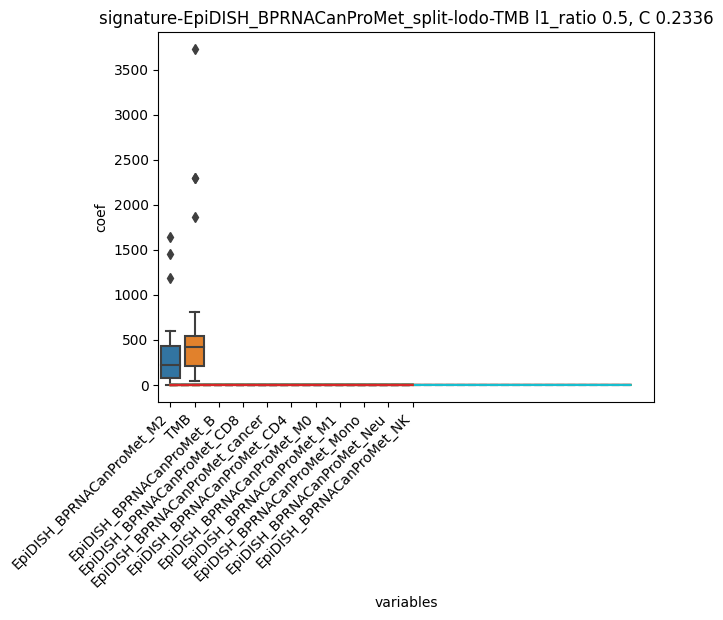 signature-EpiDISH_BPRNACanProMet_split-lodo-TMB l1_ratio 0.5, C 0.2336
3500
3000
2500
2000
1500
1000
500
0
coef
EpiDISH_BPRNACanProMet_M2
TMB
EpiDISH_BPRNACanProMet_B
EpiDISH_BPRNACanProMet_CD8
EpiDISH_BPRNACanProMet_cancer
EpiDISH_BPRNACanProMet_CD4
EpiDISH_BPRNACanProMet_M0
EpiDISH_BPRNACanProMet_M1
EpiDISH_BPRNACanProMet_Mono
EpiDISH_BPRNACanProMet_Neu
EpiDISH_BPRNACanProMet_NK
variables